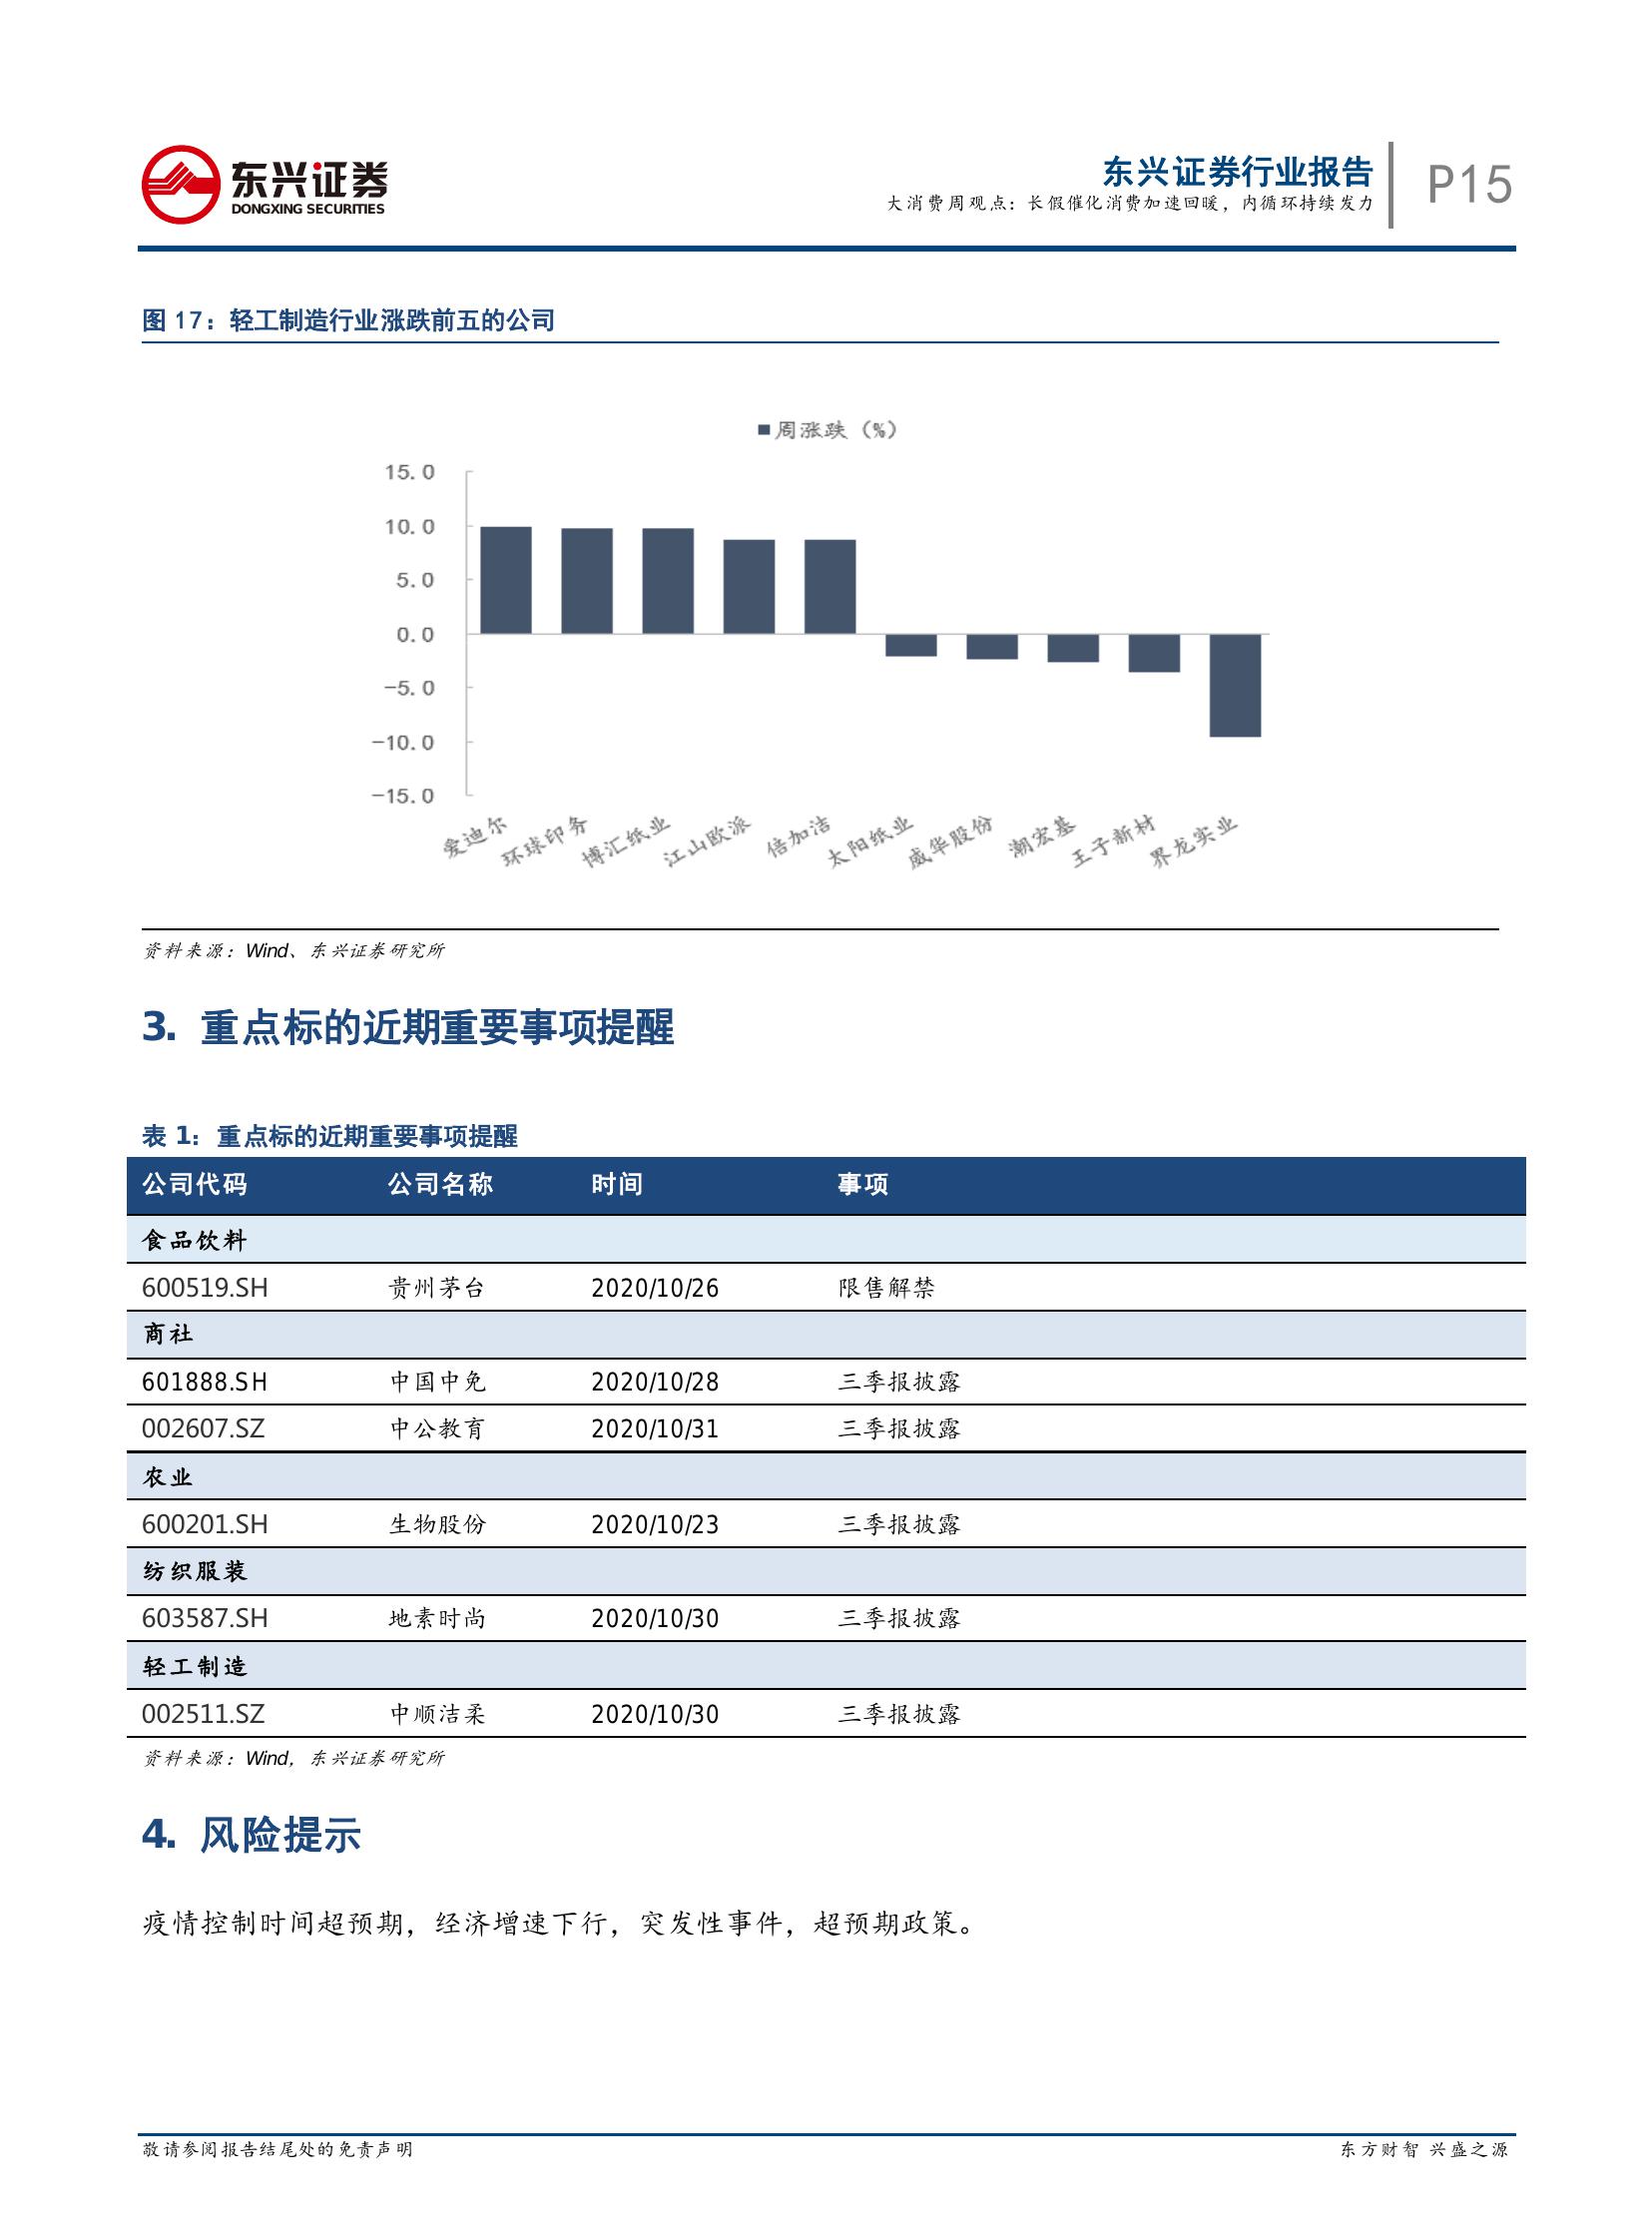 东兴证券
DONGXING SECURITIES
东兴证券行业报告
大消费周观点：长假催化消费加速回暖，内循环持续发力
P15
图 17：轻工制造行业涨跌前五的公司
周涨跌（%）
15.0
10.0
5.0
0.0
-5.0
-10.0
-15.0
爱迪尔 环球印务 博汇纸业 江山欧派 倍加洁 太阳纸业 威华股份 潮宏基 王子新材 界龙实业
资料来源：Wind、东兴证券研究所
3. 重点标的近期重要事项提醒
表 1：重点标的近期重要事项提醒
公司代码 公司名称 时间 事项
食品饮料
600519.SH 贵州茅台 2020/10/26 限售解禁
商社
601888.SH 中国中免 2020/10/28 三季报披露
002607.SZ 中公教育 2020/10/31 三季报披露
农业
600201.SH 生物股份 2020/10/23 三季报披露
纺织服装
603587.SH 地素时尚 2020/10/30 三季报披露
轻工制造
002511.SZ 中顺洁柔 2020/10/30 三季报披露
资料来源：Wind，东兴证券研究所
4. 风险提示
疫情控制时间超预期，经济增速下行，突发性事件，超预期政策。
敬请参阅报告结尾处的免责声明
东方财智 兴盛之源